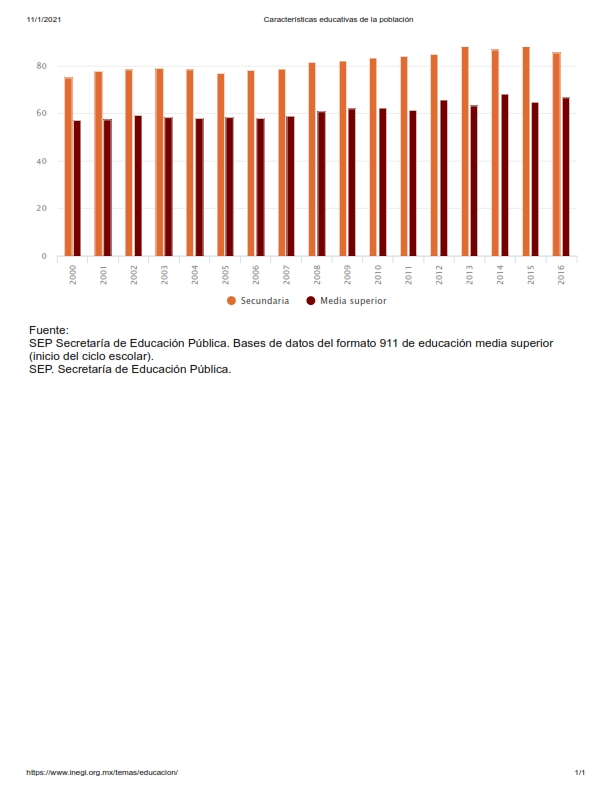 11/1/2021 Características educativas de la población
80
60
40
20
0
2000 2001 2002 2003 2004 2005 2006 2007 2008 2009 2010 2011 2012 2013 2014 2015 2016
Secundaria Media superior
Fuente:
SEP Secretaría de Educación Pública. Bases de datos del formato 911 de educación media superior
(inicio del ciclo escolar).
SEP. Secretaría de Educación Pública.
https://www.inegi.org.mx/temas/educacion/ 1/1